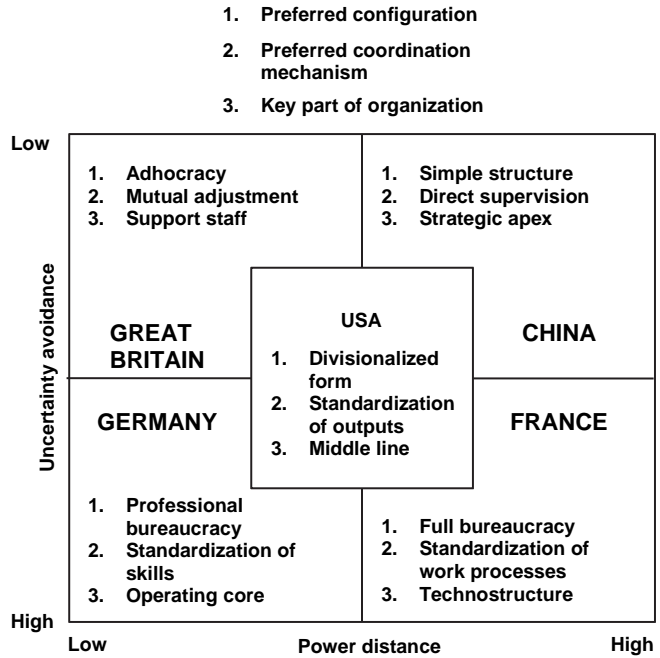 1. Preferred configuration
2. Preferred coordination
mechanism
3. Key part of organization
Low
1. Adhocracy
2. Mutual adjustment
3. Support staff
1. Simple structure
2. Direct supervision
3. Strategic apex
Uncertainty avoidance
GREAT
BRITAIN
USA
1. Divisionalized
form
2. Standardization
of outputs
3. Middle line
CHINA
GERMANY
FRANCE
1. Professional
bureaucracy
2. Standardization of
skills
3. Operating core
1. Full bureaucracy
2. Standardization of
work processes
3. Technostructure
High
Low
Power distance
High